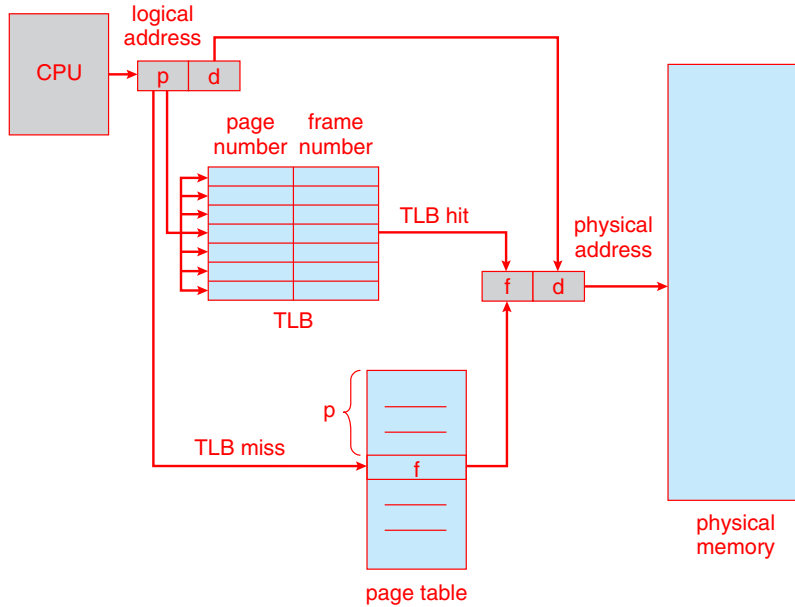 logical
address
CPU
p d
page
number
frame
number
TLB hit
physical
address
f d
TLB
p
TLB miss
f
page table
physical
memory